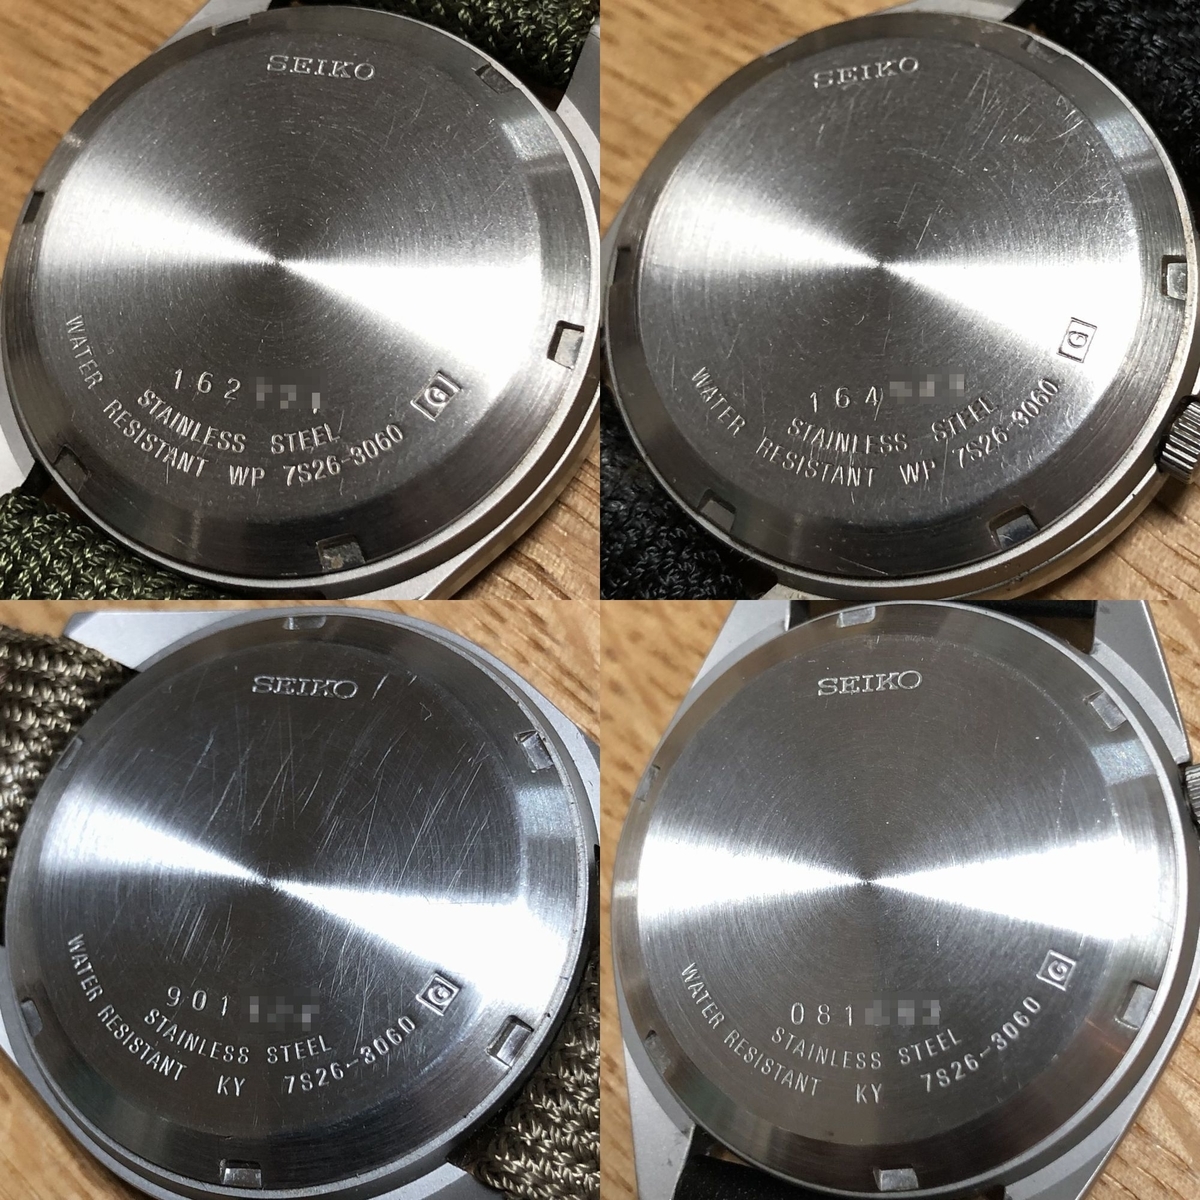 SEIKO
162
STAINLESS STEEL
WATER RESISTANT WP 7S26-3060 G
SEIKO
164
STAINLESS STEEL
WATER RESISTANT WP 7S26-3060 G
SEIKO
901
STAINLESS STEEL
WATER RESISTANT KY 7S26-3060 G
SEIKO
081
STAINLESS STEEL
WATER RESISTANT KY 7S26-3060 G